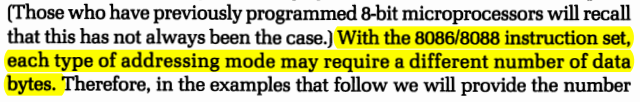 (Those who have previously programmed 8-bit microprocessors will recall
that this has not always been the case.) With the 8086/8088 instruction set,
each type of addressing mode may require a different number of data
bytes. Therefore, in the examples that follow we will provide the number